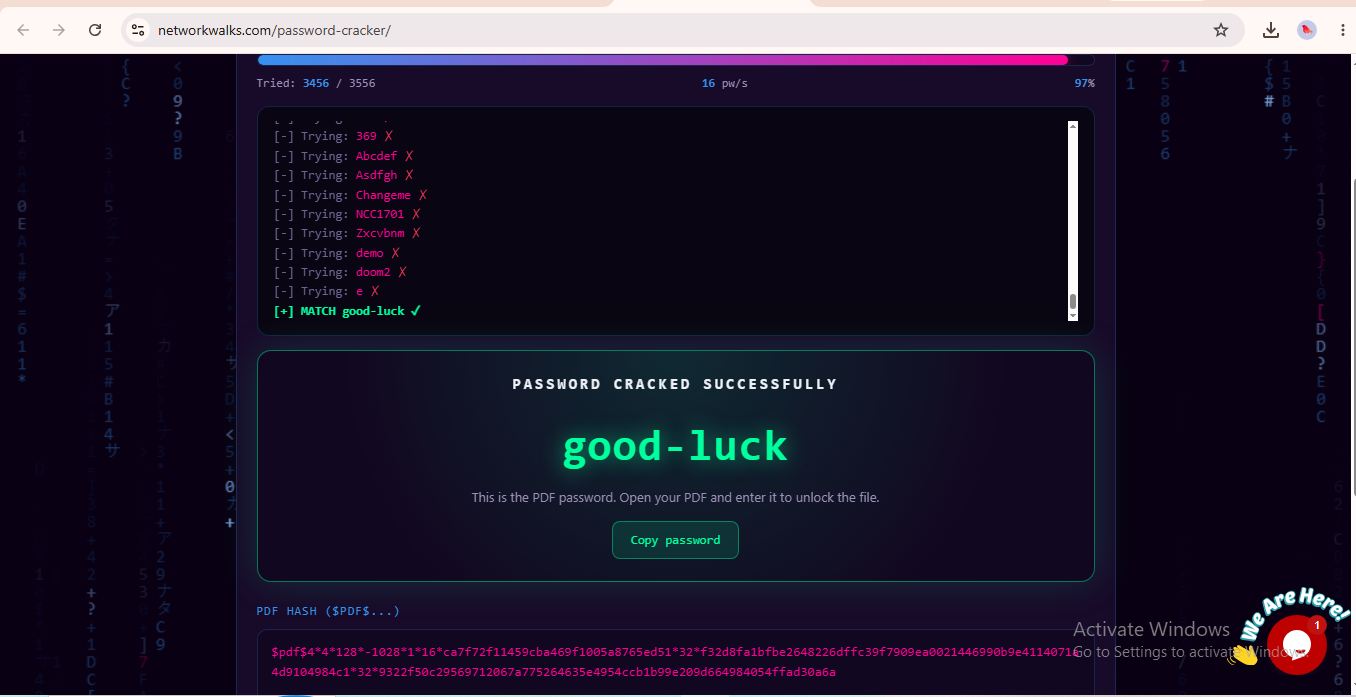 networkwalks.com/password-cracker/
Tried: 3456 / 3556
16 pw/s
97%
[-] Trying: 369 ✗
[-] Trying: Abcdef ✗
[-] Trying: Asdfgh ✗
[-] Trying: Changeme ✗
[-] Trying: NCC1701 ✗
[-] Trying: Zxcvbnm ✗
[-] Trying: demo ✗
[-] Trying: doom2 ✗
[-] Trying: e ✗
[+] MATCH good-luck ✓
PASSWORD CRACKED SUCCESSFULLY
good-luck
This is the PDF password. Open your PDF and enter it to unlock the file.
Copy password
PDF HASH ($PDF$...)
$pdf$4*4*128*-1028*1*16*ca7f72f11459cba469f1005a8765ed51*32*f32d8fa1bfbe2648226dffc39f7909ea0021446990b9e4114071a
4d9104984c1*32*9322f50c29569712067a775264635e4954ccb1b99e209d664984054ffad30a6a
We Are Here!
1
Activate Windows
Go to Settings to activate Windows.